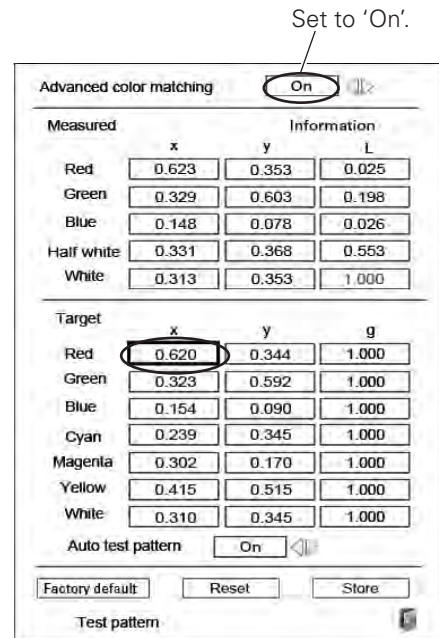 Set to 'On'.
Advanced color matching On
Measured Information
x y L
Red 0.623 0.353 0.025
Green 0.329 0.603 0.198
Blue 0.148 0.078 0.026
Half white 0.331 0.368 0.553
White 0.313 0.353 1.000
Target
x y g
Red 0.620 0.344 1.000
Green 0.323 0.592 1.000
Blue 0.154 0.090 1.000
Cyan 0.239 0.345 1.000
Magenta 0.302 0.170 1.000
Yellow 0.415 0.515 1.000
White 0.310 0.345 1.000
Auto test pattern On
Factory default Reset Store
Test pattern